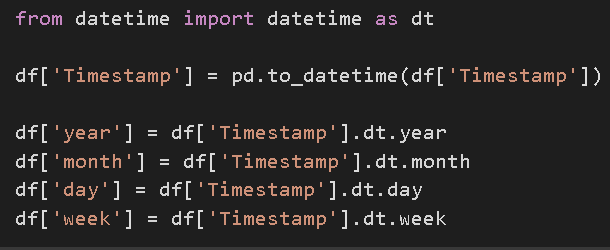 from datetime import datetime as dt
df['Timestamp'] = pd.to_datetime(df['Timestamp'])
df['year'] = df['Timestamp'].dt.year
df['month'] = df['Timestamp'].dt.month
df['day'] = df['Timestamp'].dt.day
df['week'] = df['Timestamp'].dt.week